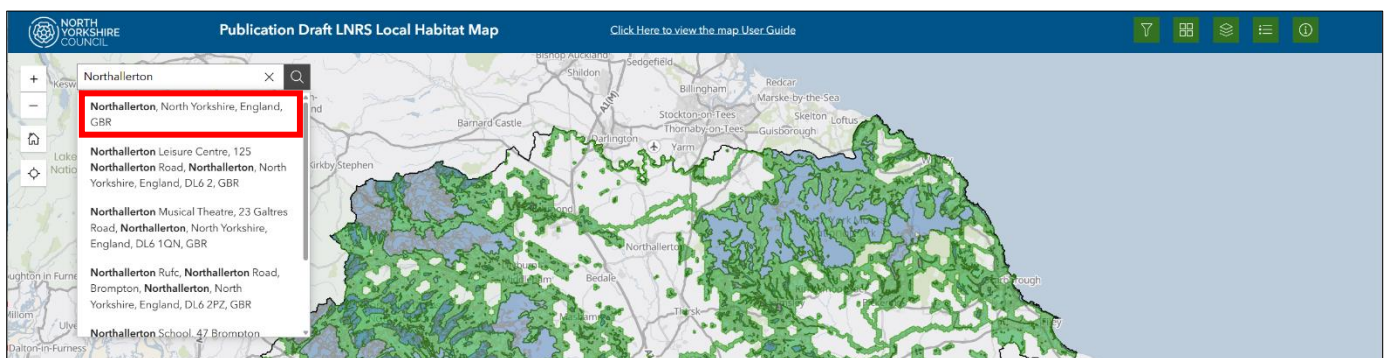 NORTH
YORKSHIRE
COUNCIL
Publication Draft LNRS Local Habitat Map
Click Here to view the map User Guide
Northallerton
Northallerton, North Yorkshire, England,
GBR
Northallerton Leisure Centre, 125
Northallerton Road, Northallerton, North
Yorkshire, England, DL6 2, GBR
Northallerton Musical Theatre, 23 Galtres
Road, Northallerton, North Yorkshire,
England, DL6 1QN, GBR
Northallerton Rufc, Northallerton Road,
Brompton, Northallerton, North
Yorkshire, England, DL6 2PZ, GBR
Northallerton School, 47 Brompton
Bishop Auckland
Sedgefield
Shildon
A1(M)
Billingham
Redcar
Marske-by-the-Sea
Stockton-on-Tees
Skelton
Loftus
Barnard Castle
Thornaby-on-Tees
Guisborough
Darlington
Yarm
Kirkby Stephen
Northallerton
Bedale
Thirsk
Dalton-in-Furness